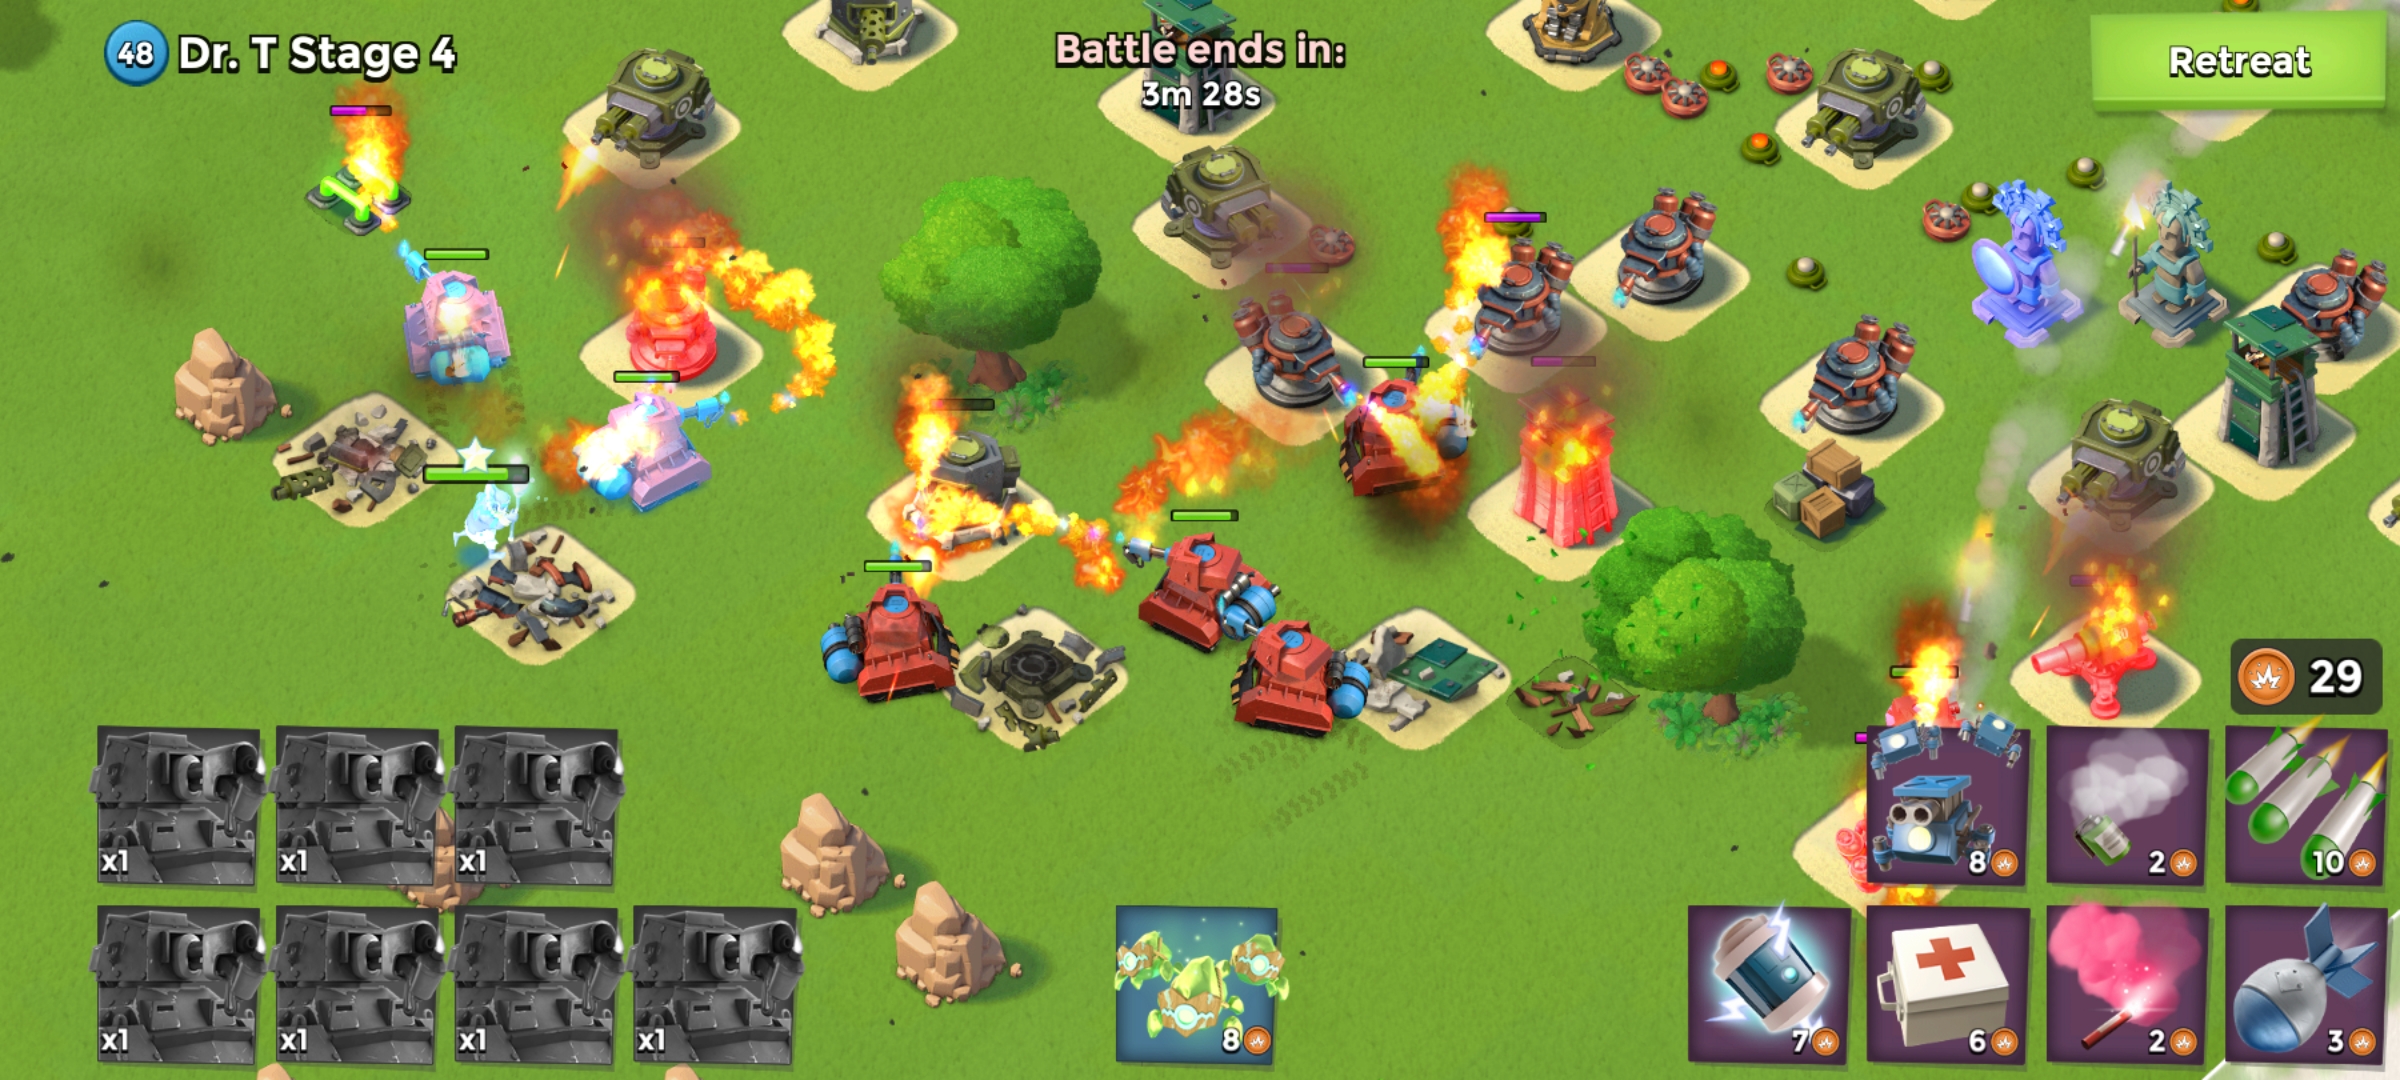 48 Dr. T Stage 4
Battle ends in:
3m 28s
Retreat
29
x1 x1 x1
8 2 10
x1 x1 x1 x1
8
7 6 2 3